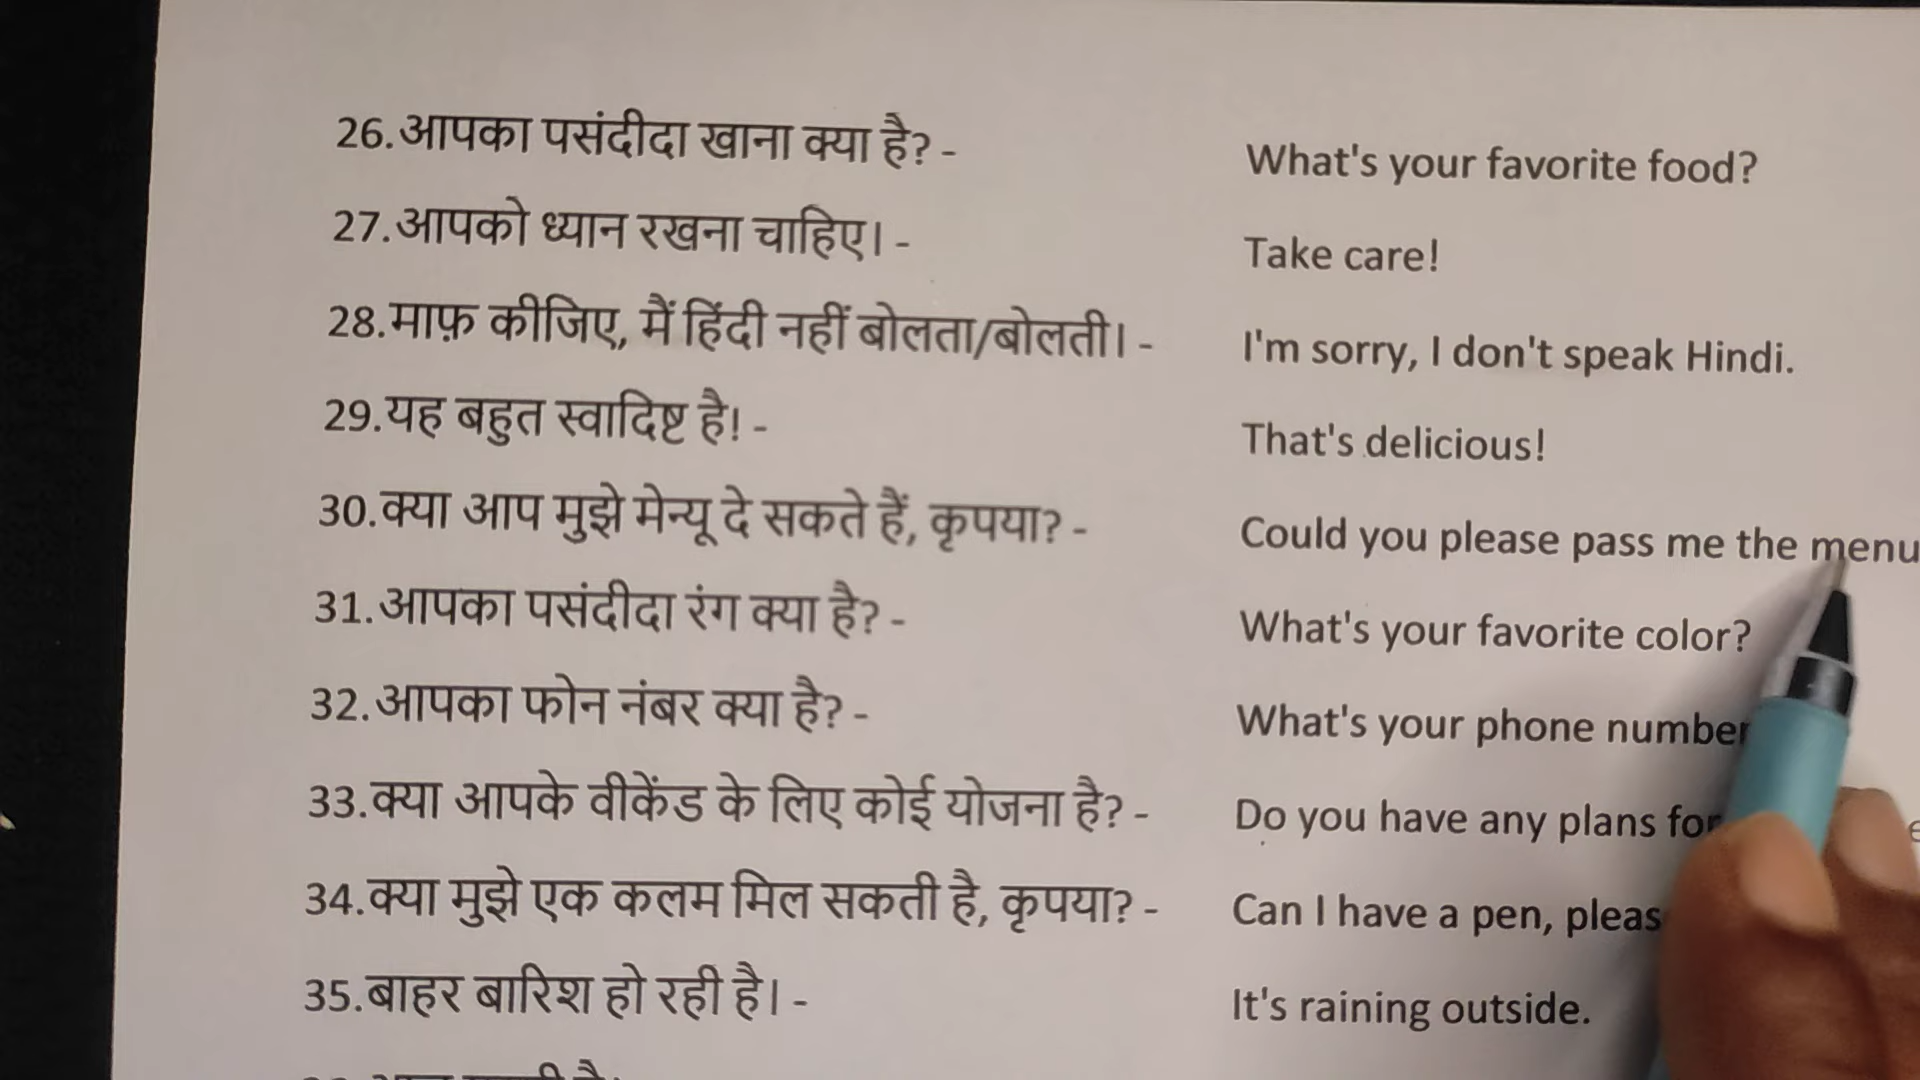 26.आपका पसंदीदा खाना क्या है? - What's your favorite food?
27.आपको ध्यान रखना चाहिए। - Take care!
28.माफ़ कीजिए, मैं हिंदी नहीं बोलता/बोलती। - I'm sorry, I don't speak Hindi.
29.यह बहुत स्वादिष्ट है! - That's delicious!
30.क्या आप मुझे मेन्यू दे सकते हैं, कृपया? - Could you please pass me the menu
31.आपका पसंदीदा रंग क्या है? - What's your favorite color?
32.आपका फोन नंबर क्या है? - What's your phone number
33.क्या आपके वीकेंड के लिए कोई योजना है? - Do you have any plans for
34.क्या मुझे एक कलम मिल सकती है, कृपया? - Can I have a pen, pleas
35.बाहर बारिश हो रही है। - It's raining outside.